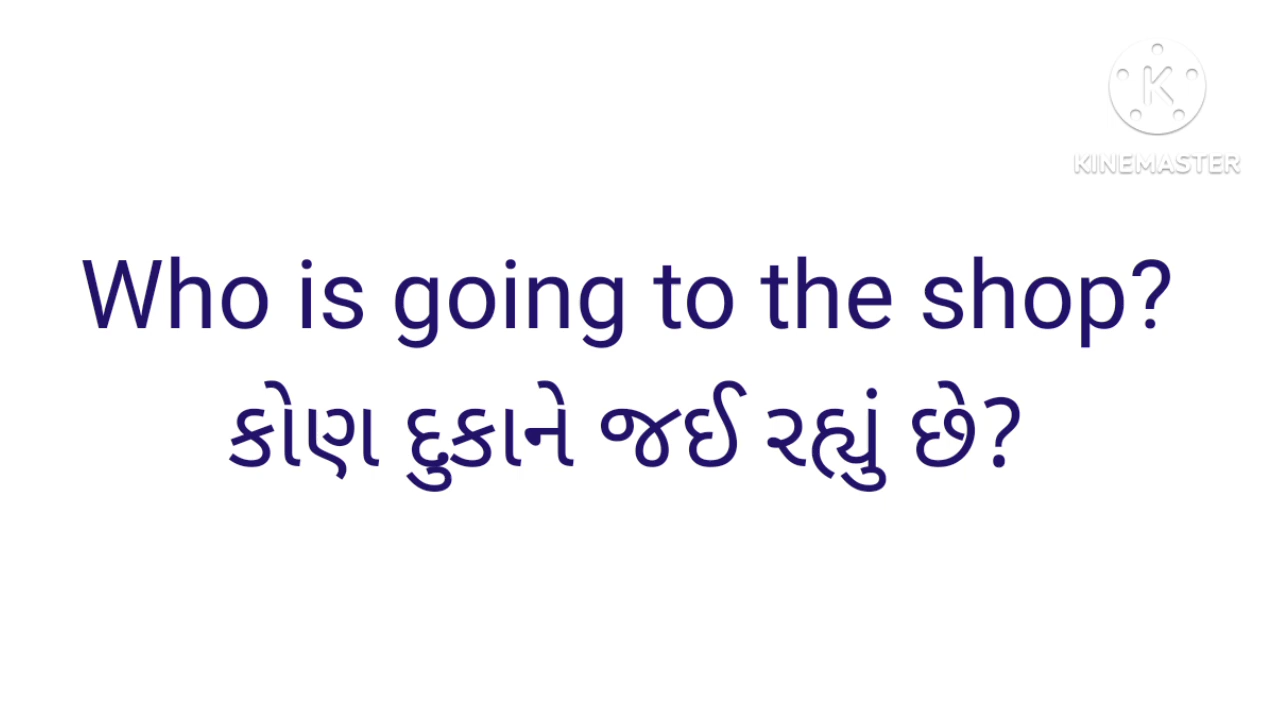 K
KINEMASTER
Who is going to the shop?
કોણ દુકાને જઈ રહ્યું છે?